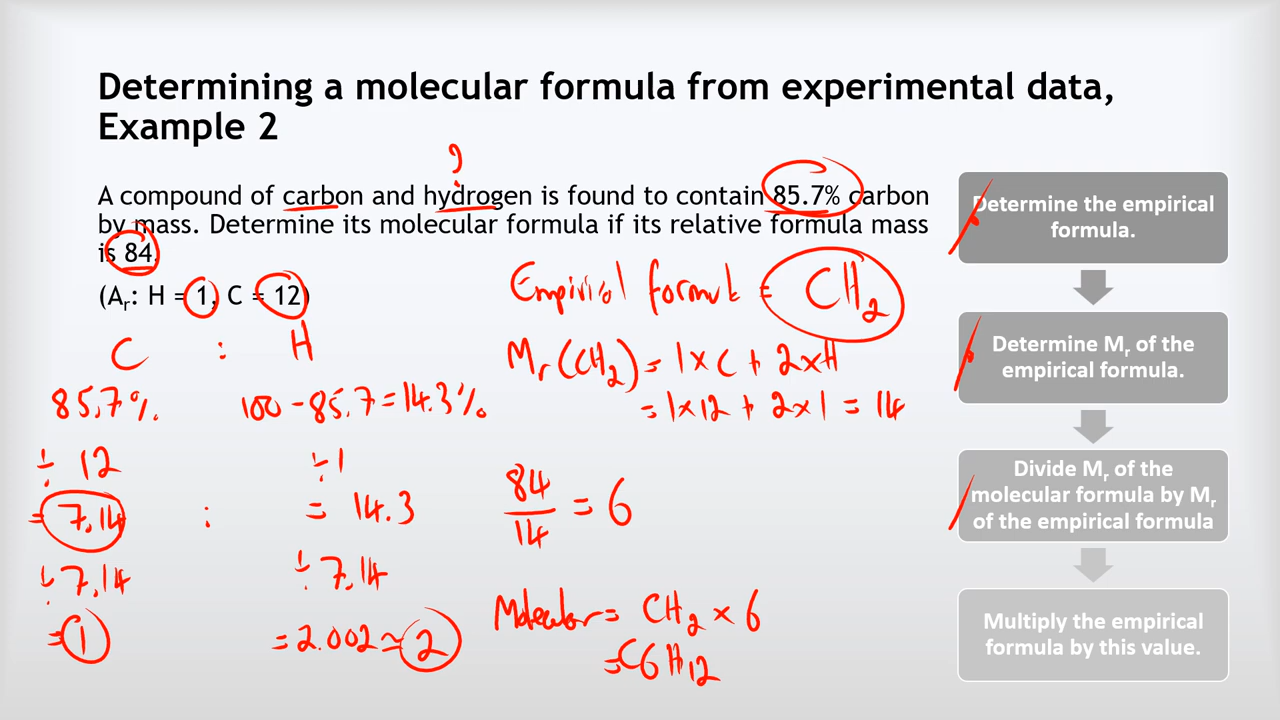 Determining a molecular formula from experimental data,
Example 2
A compound of carbon and hydrogen is found to contain 85.7% carbon
by mass. Determine its molecular formula if its relative formula mass
is 84.
(Aᵣ: H = 1, C = 12)
?
C : H
85.7% 100 - 85.7 = 14.3%
÷ 12 ÷ 1
= 7.14 : = 14.3
÷ 7.14 ÷ 7.14
= 1 = 2.002 ≈ 2
Empirical formula = CH₂
Mᵣ (CH₂) = 1 × C + 2 × H
= 1 × 12 + 2 × 1 = 14
84
14
= 6
Molecular = CH₂ × 6
= C6H12
Determine the empirical
formula.
Determine Mᵣ of the
empirical formula.
Divide Mᵣ of the
molecular formula by Mᵣ
of the empirical formula
Multiply the empirical
formula by this value.